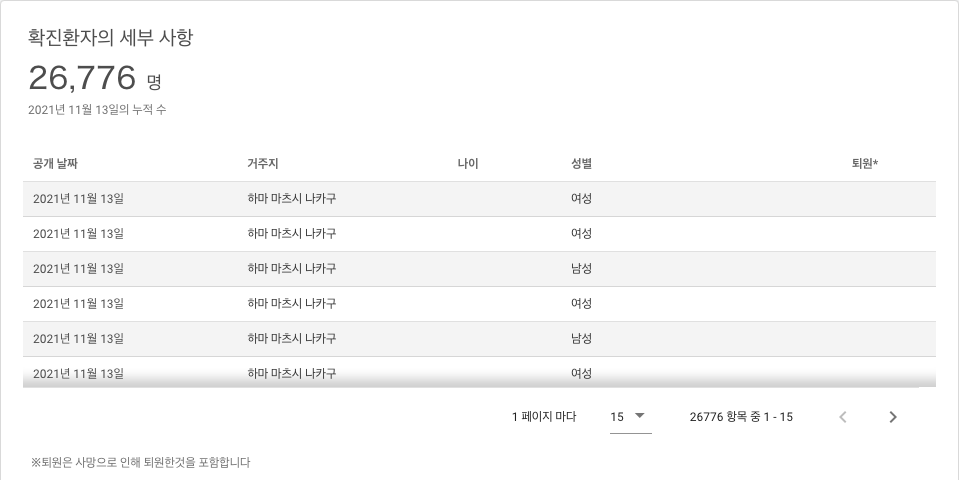 확진환자의 세부 사항
26,776 명
2021년 11월 13일의 누적 수
공개 날짜 거주지 나이 성별 퇴원*
2021년 11월 13일 하마 마츠시 나카구 여성
2021년 11월 13일 하마 마츠시 나카구 여성
2021년 11월 13일 하마 마츠시 나카구 남성
2021년 11월 13일 하마 마츠시 나카구 여성
2021년 11월 13일 하마 마츠시 나카구 남성
2021년 11월 13일 하마 마츠시 나카구 여성
1 페이지 마다 15 26776 항목 중 1 - 15
※퇴원은 사망으로 인해 퇴원한것을 포함합니다